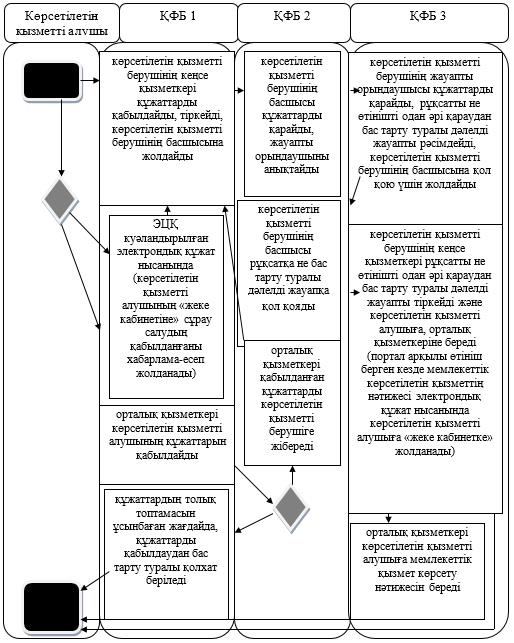 Көрсетілетін
қызметті алушы
ҚФБ 1
ҚФБ 2
ҚФБ 3
көрсетілетін қызметті
берушінің кеңсе
қызметкері
құжаттарды
қабылдайды, тіркейді,
көрсетілетін қызметті
берушінің басшысына
жолдайды
көрсетілетін
қызметті
берушінің
басшысы
құжаттарды
қарайды,
жауапты
орындаушыны
анықтайды
көрсетілетін қызметті
берушінің жауапты
орындаушысы құжаттарды
қарайды, рұқсатты не
өтінішті одан әрі қараудан
бас тарту туралы дәлелді
жауапты рәсімдейді,
көрсетілетін қызметті
берушінің басшысына қол
қою үшін жолдайды
ЭЦҚ
куәландырылған
электрондық құжат
нысанында
(көрсетілетін
қызметті
алушының «жеке
кабинетіне» сұрау
салудың
қабылданғаны
хабарлама-есеп
жолданады)
көрсетілетін
қызметті
берушінің
басшысы
рұқсатқа не бас
тарту туралы
дәлелді жауапқа
қол қояды
көрсетілетін қызметті
берушінің кеңсе
қызметкері рұқсатты не
өтінішті одан әрі қараудан
бас тарту туралы дәлелді
жауапты тіркейді және
көрсетілетін қызметті
алушыға, орталық
қызметкеріне береді
(портал арқылы өтініш
берген кезде мемлекеттік
көрсетілетін қызметтің
нәтижесі электрондық
құжат нысанында
көрсетілетін қызметті
алушыға «жеке кабинетке»
жолданады)
орталық
қызметкері
қабылданған
құжаттарды
көрсетілетін
қызметті
берушіге
жібереді
орталық қызметкері
көрсетілетін қызметті
алушының құжаттарын
қабылдайды
құжаттардың толық
топтамасын
ұсынбаған жағдайда,
құжаттарды
қабылдаудан бас
тарту туралы қолхат
беріледі
орталық қызметкері
көрсетілетін қызметті
алушыға мемлекеттік
қызмет көрсету
нәтижесін береді